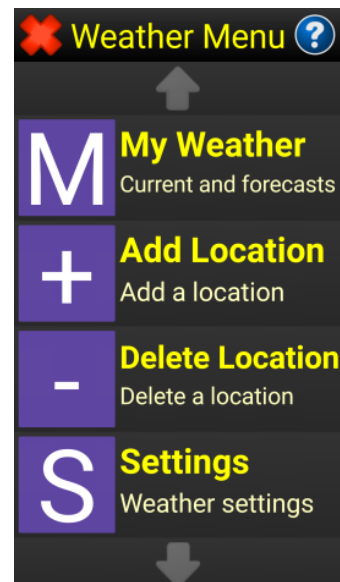 Weather Menu ?
M
My Weather
Current and forecasts
+
Add Location
Add a location
-
Delete Location
Delete a location
S
Settings
Weather settings